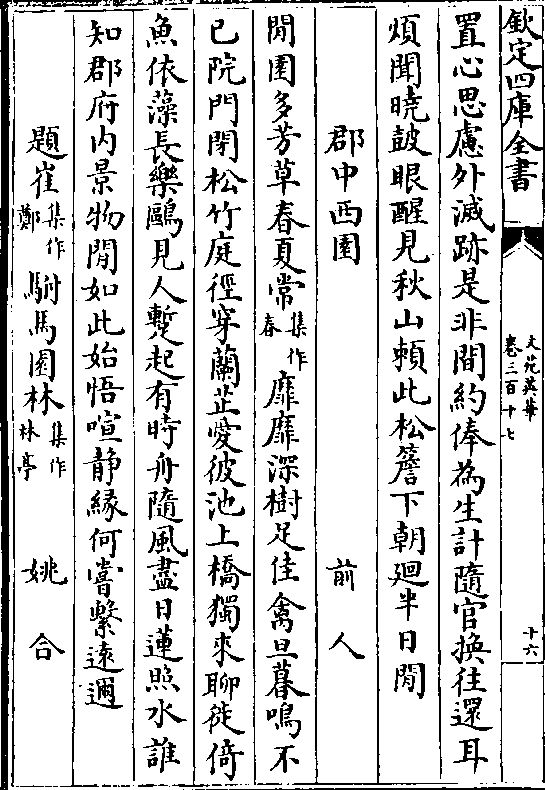 欽定四庫全書
文苑英華
卷三百十七
十六
置心思慮外滅跡是非間約俸為生計隨官換往還耳
煩聞曉鼓眼醒見秋山頼此松簷下朝廻半日閒
郡中西園 前人
閒園多芳草春夏常集作春靡靡深樹足佳禽旦暮鳴不
已院門閉松竹庭徑穿蘭芷愛彼池上橋獨來聊徙倚
魚依藻長樂鷗見人蹔起有時舟隨風盡日蓮照水誰
知郡府内景物閒如此始悟喧静緣何嘗繫遠邇
題崔集作鄭駙馬園林集作林亭 姚合